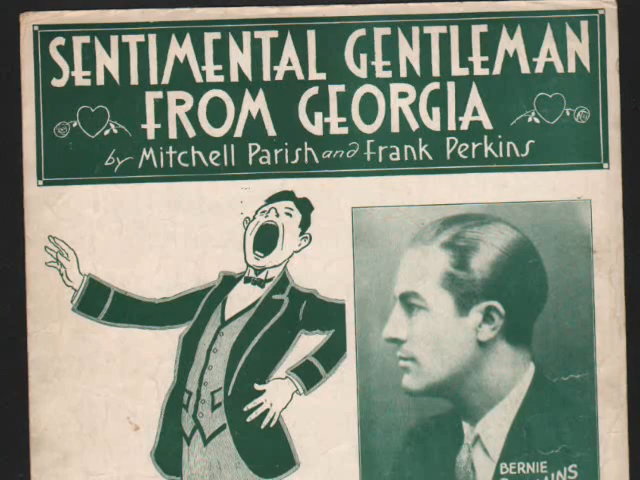 SENTIMENTAL GENTLEMAN
FROM GEORGIA
by Mitchell Parish and Frank Perkins
BERNIE